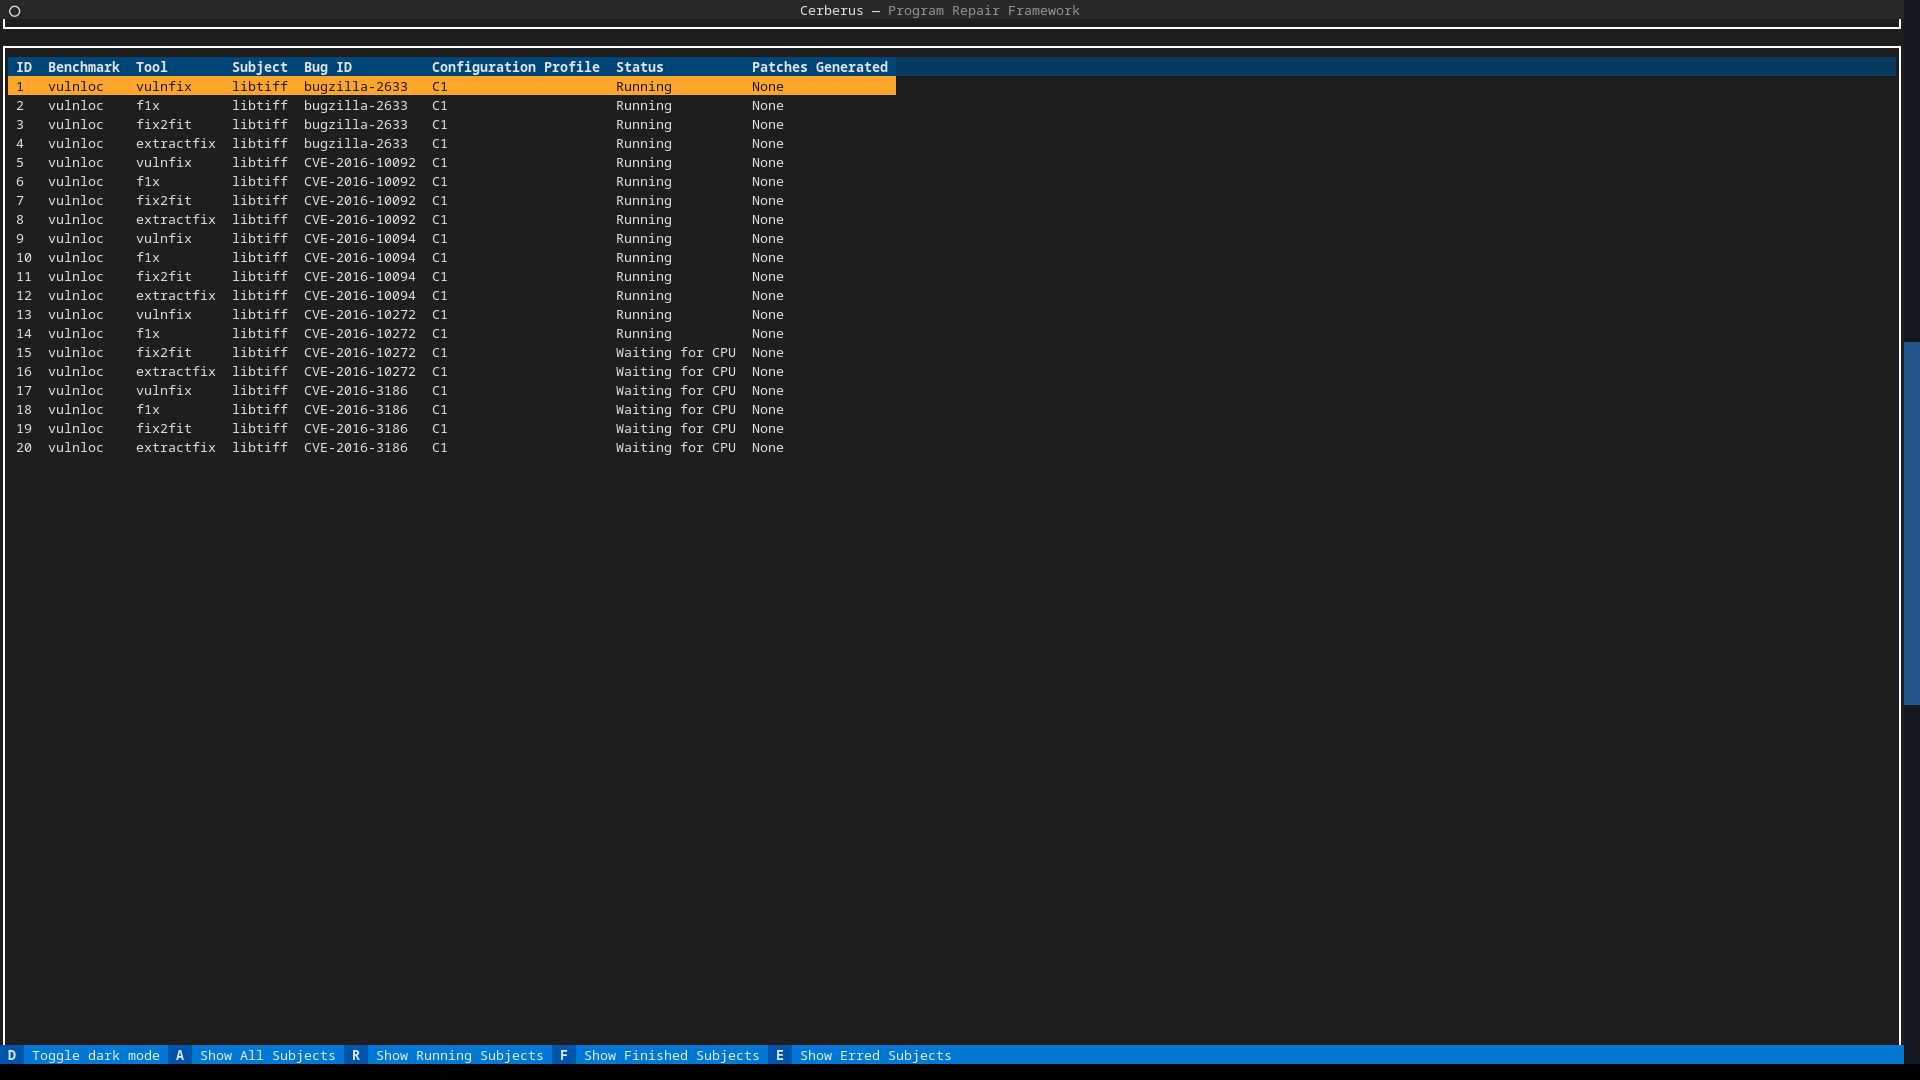 Cerberus — Program Repair Framework
ID Benchmark Tool Subject Bug ID Configuration Profile Status Patches Generated
1 vulnloc vulnfix libtiff bugzilla-2633 C1 Running None
2 vulnloc f1x libtiff bugzilla-2633 C1 Running None
3 vulnloc fix2fit libtiff bugzilla-2633 C1 Running None
4 vulnloc extractfix libtiff bugzilla-2633 C1 Running None
5 vulnloc vulnfix libtiff CVE-2016-10092 C1 Running None
6 vulnloc f1x libtiff CVE-2016-10092 C1 Running None
7 vulnloc fix2fit libtiff CVE-2016-10092 C1 Running None
8 vulnloc extractfix libtiff CVE-2016-10092 C1 Running None
9 vulnloc vulnfix libtiff CVE-2016-10094 C1 Running None
10 vulnloc f1x libtiff CVE-2016-10094 C1 Running None
11 vulnloc fix2fit libtiff CVE-2016-10094 C1 Running None
12 vulnloc extractfix libtiff CVE-2016-10094 C1 Running None
13 vulnloc vulnfix libtiff CVE-2016-10272 C1 Running None
14 vulnloc f1x libtiff CVE-2016-10272 C1 Running None
15 vulnloc fix2fit libtiff CVE-2016-10272 C1 Waiting for CPU None
16 vulnloc extractfix libtiff CVE-2016-10272 C1 Waiting for CPU None
17 vulnloc vulnfix libtiff CVE-2016-3186 C1 Waiting for CPU None
18 vulnloc f1x libtiff CVE-2016-3186 C1 Waiting for CPU None
19 vulnloc fix2fit libtiff CVE-2016-3186 C1 Waiting for CPU None
20 vulnloc extractfix libtiff CVE-2016-3186 C1 Waiting for CPU None
D Toggle dark mode A Show All Subjects R Show Running Subjects F Show Finished Subjects E Show Erred Subjects